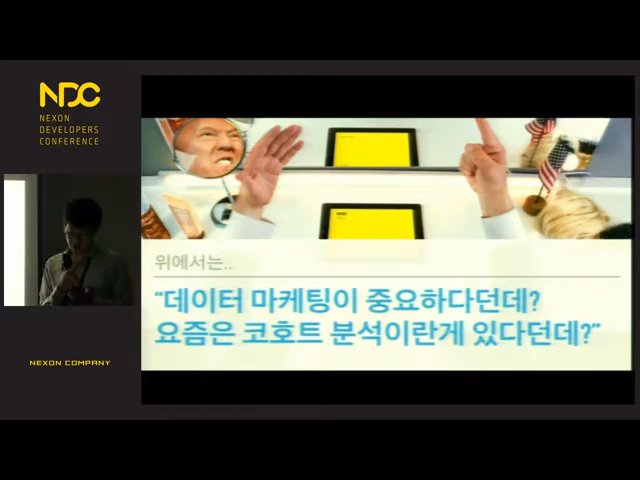 NDC
NEXON
DEVELOPERS
CONFERENCE
NDC
위에서는..
“데이터 마케팅이 중요하다던데?
요즘은 코호트 분석이란게 있다던데?”
NEXON COMPANY